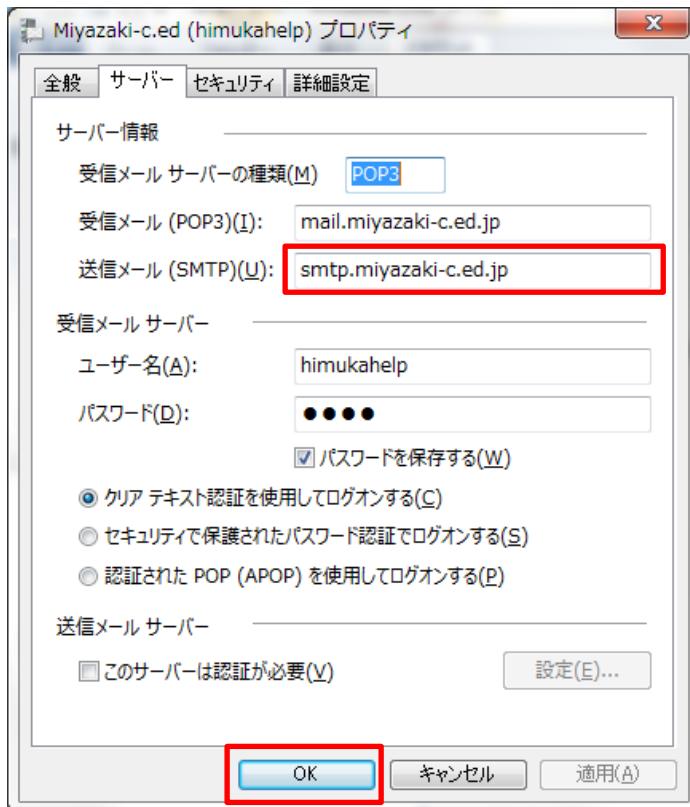 Miyazaki-c.ed (himukahelp) プロパティ
全般 サーバー セキュリティ 詳細設定
サーバー情報
受信メール サーバーの種類(M) POP3
受信メール (POP3)(I): mail.miyazaki-c.ed.jp
送信メール (SMTP)(U): smtp.miyazaki-c.ed.jp
受信メール サーバー
ユーザー名(A): himukahelp
パスワード(D): ●●●●
パスワードを保存する(W)
クリア テキスト認証を使用してログオンする(C)
セキュリティで保護されたパスワード認証でログオンする(S)
認証された POP (APOP) を使用してログオンする(P)
送信メール サーバー
このサーバーは認証が必要(V) 設定(E)...
OK キャンセル 適用(A)